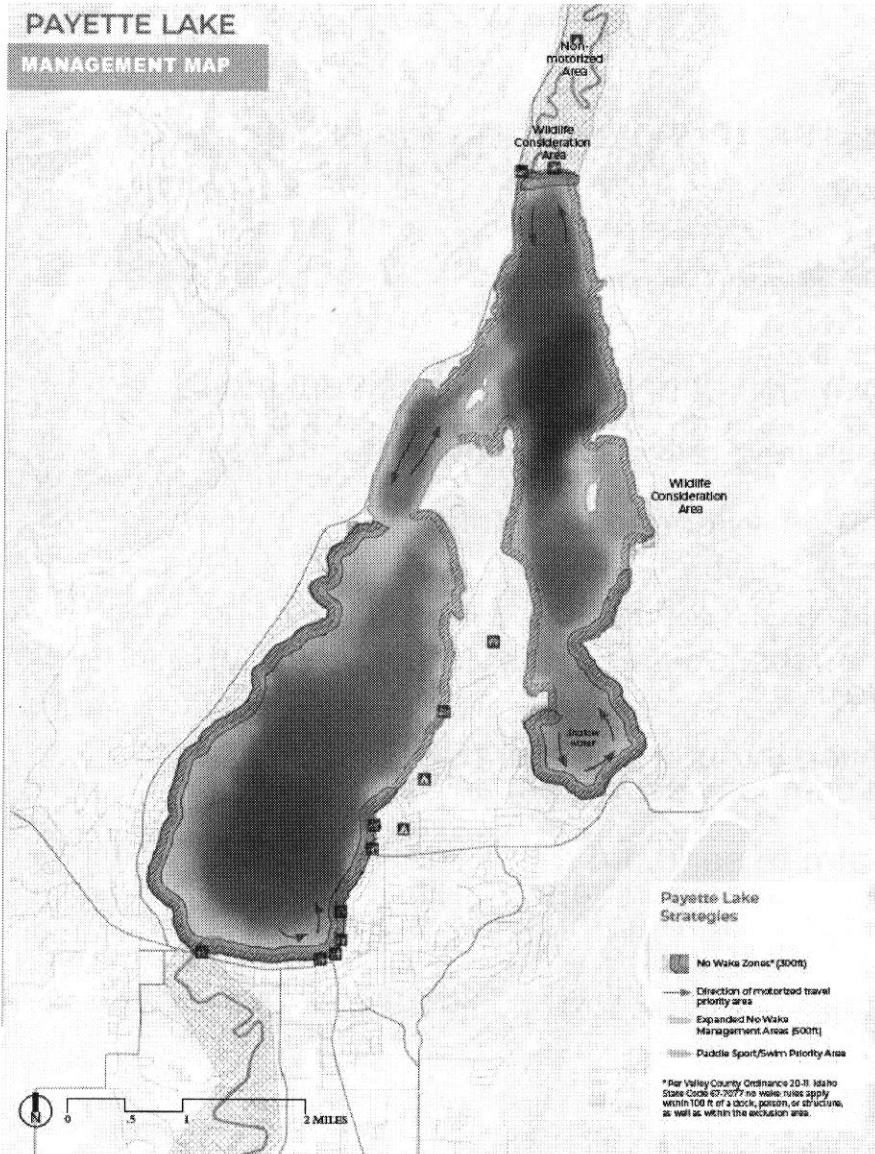 PAYETTE LAKE
MANAGEMENT MAP
Non-
motorized
Area
Wildlife
Consideration
Area
Wildlife
Consideration
Area
Shallow
water
Payette Lake
Strategies
No Wake Zones* (300ft)
Direction of motorized travel
priority area
Expanded No Wake
Management Areas (500ft)
Paddle Sport/Swim Priority Area
* Per Valley County Ordinance 20-11. Idaho
State Code 67-7077 no wake rules apply
within 100 ft of a dock, person, or structure,
as well as within the exclusion area.
N
0 .5 1 2 MILES